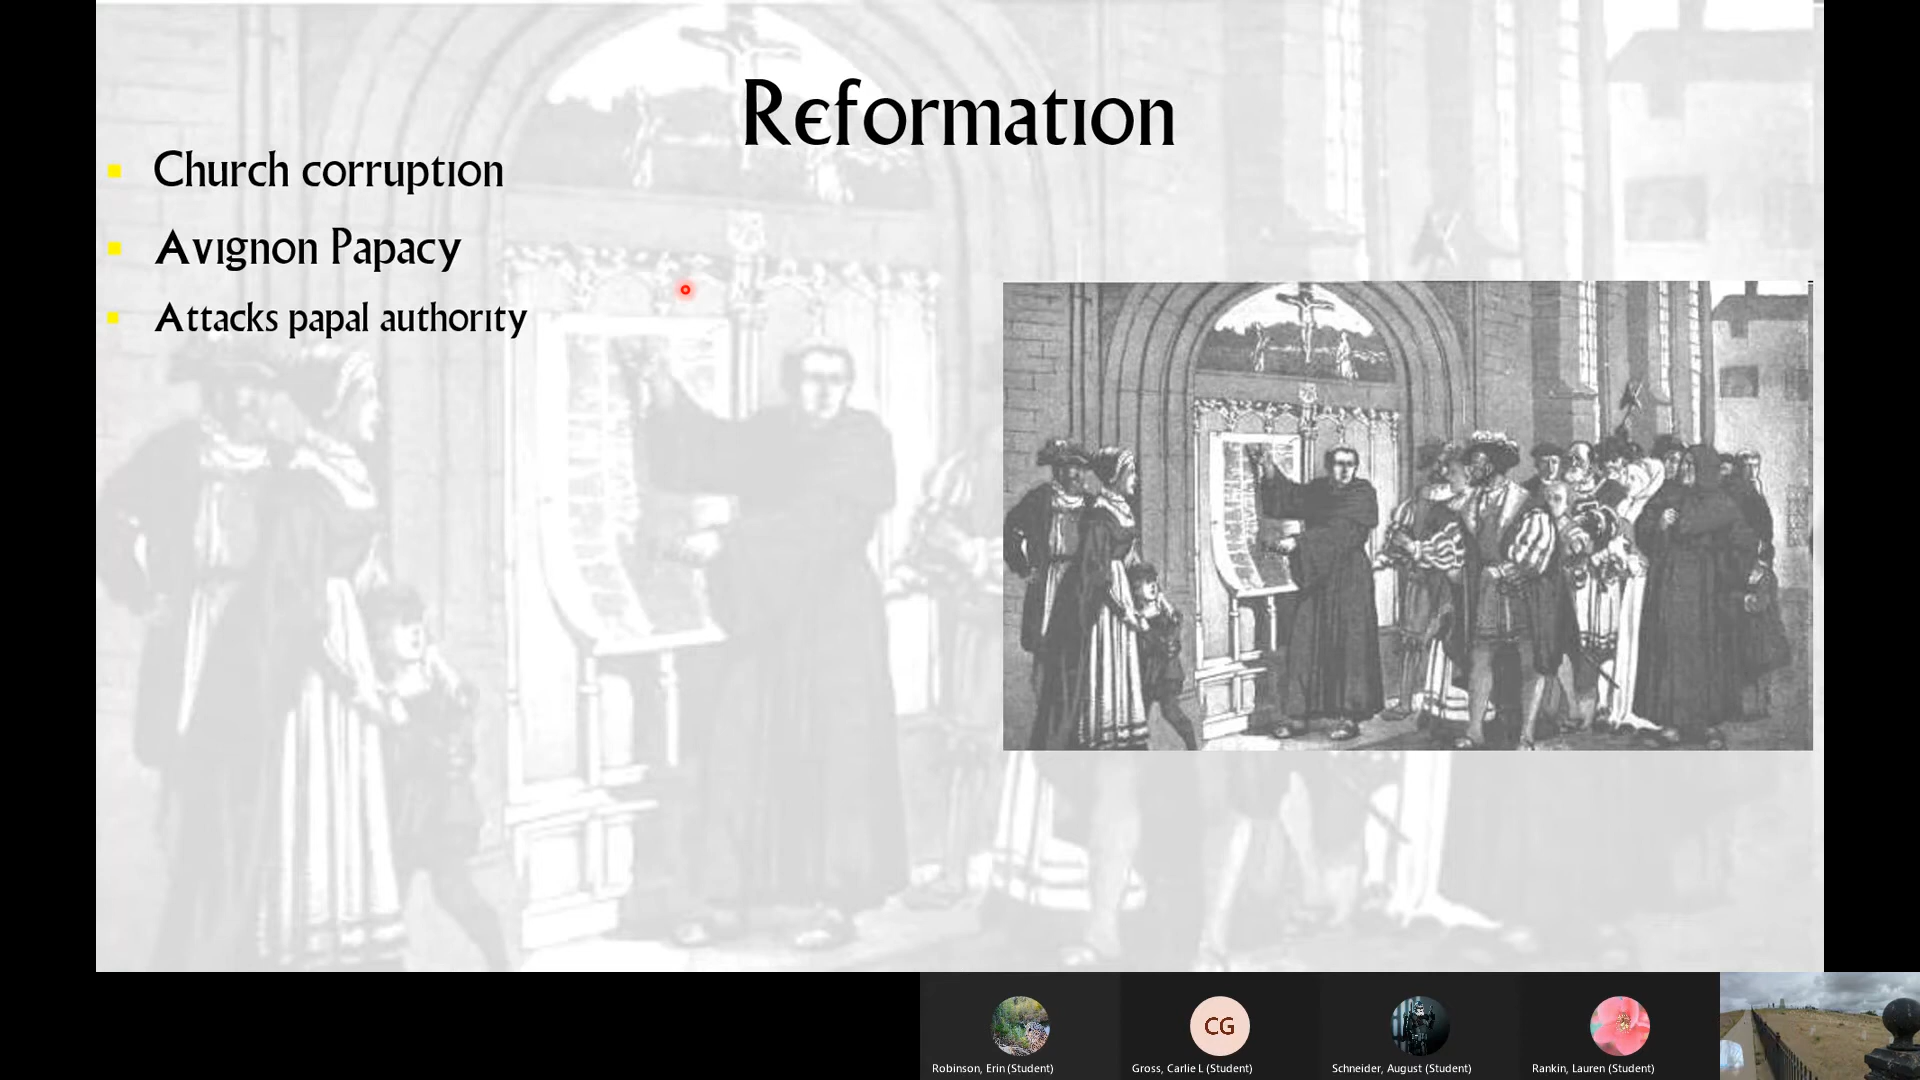 Reformation
Church corruption
Avignon Papacy
Attacks papal authority
CG
Robinson, Erin (Student)
Gross, Carlie L (Student)
Schneider, August (Student)
Rankin, Lauren (Student)